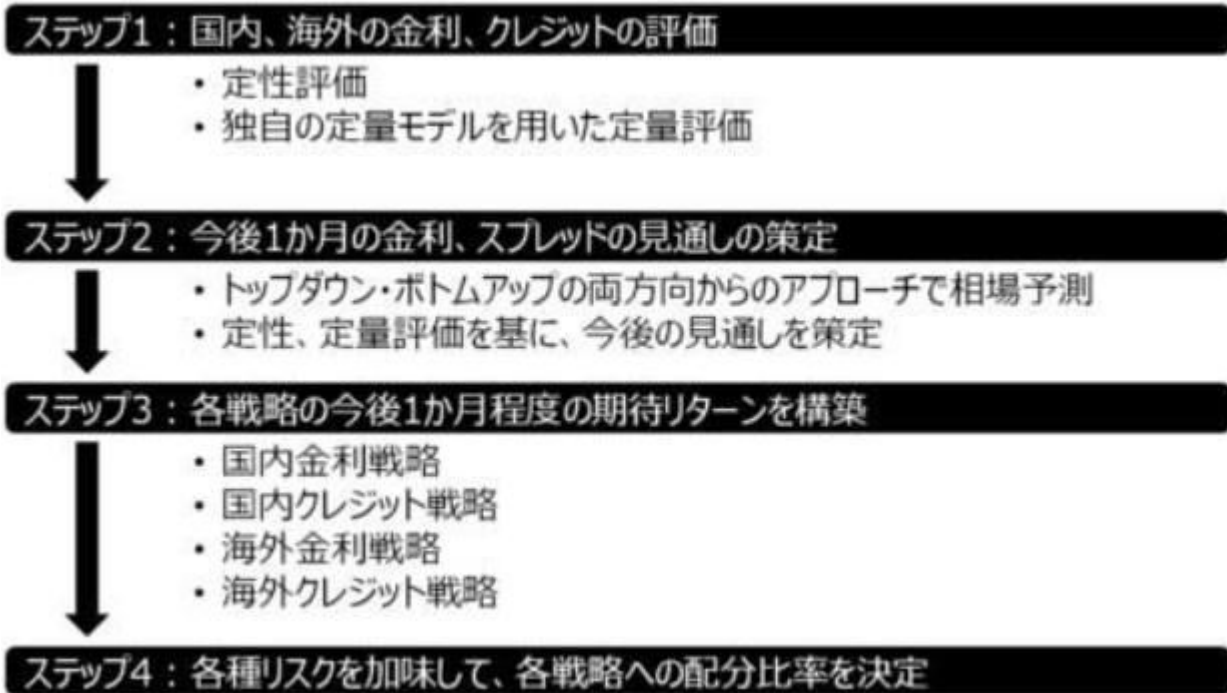 ステップ1：国内、海外の金利、クレジットの評価
・定性評価
・独自の定量モデルを用いた定量評価
ステップ2：今後1か月の金利、スプレッドの見通しの策定
・トップダウン・ボトムアップの両方向からのアプローチで相場予測
・定性、定量評価を基に、今後の見通しを策定
ステップ3：各戦略の今後1か月程度の期待リターンを構築
・国内金利戦略
・国内クレジット戦略
・海外金利戦略
・海外クレジット戦略
ステップ4：各種リスクを加味して、各戦略への配分比率を決定